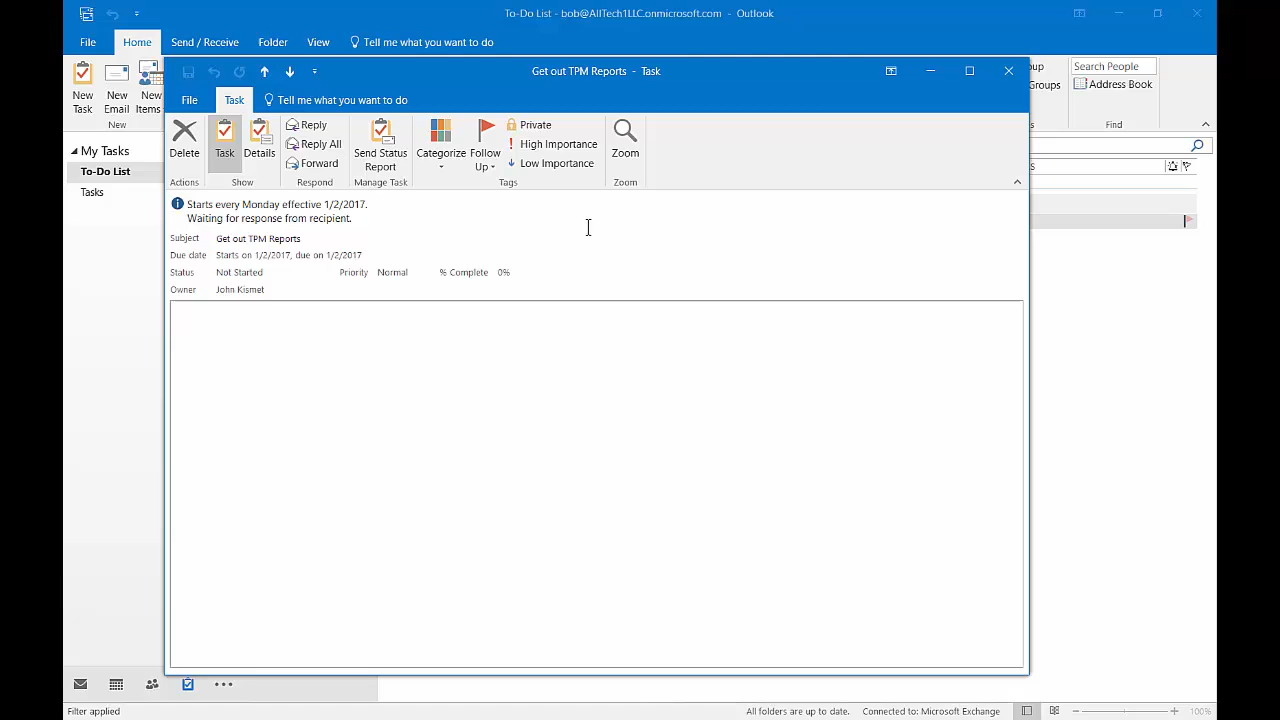 To-Do List - bob@AllTech1LLC.onmicrosoft.com - Outlook
File Home Send / Receive Folder View Tell me what you want to do
Get out TPM Reports - Task
File Task Tell me what you want to do
New Task
New Email
New Items
New
Delete
Actions
Task
Details
Show
Reply
Reply All
Forward
Respond
Send Status Report
Manage Task
Categorize
Follow Up
Private
High Importance
Low Importance
Tags
Zoom
Zoom
Search People
Address Book
Find
My Tasks
To-Do List
Tasks
Starts every Monday effective 1/2/2017.
Waiting for response from recipient.
Subject Get out TPM Reports
Due date Starts on 1/2/2017, due on 1/2/2017
Status Not Started Priority Normal % Complete 0%
Owner John Kismet
Filter applied All folders are up to date. Connected to: Microsoft Exchange 100%